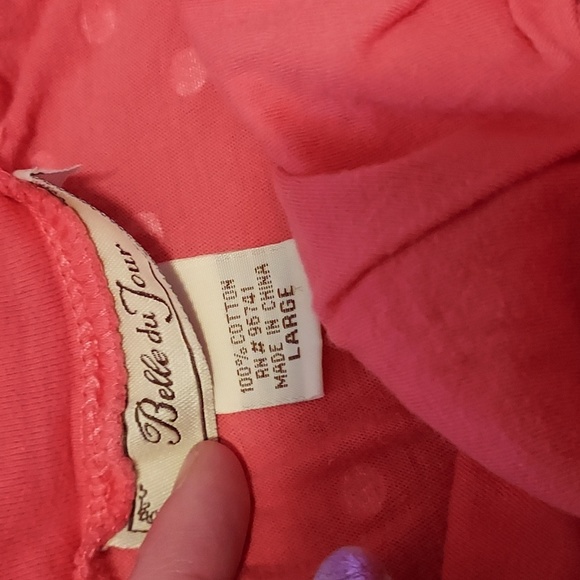 Belle du Jour
100% COTTON
RN# 96741
MADE IN CHINA
LARGE